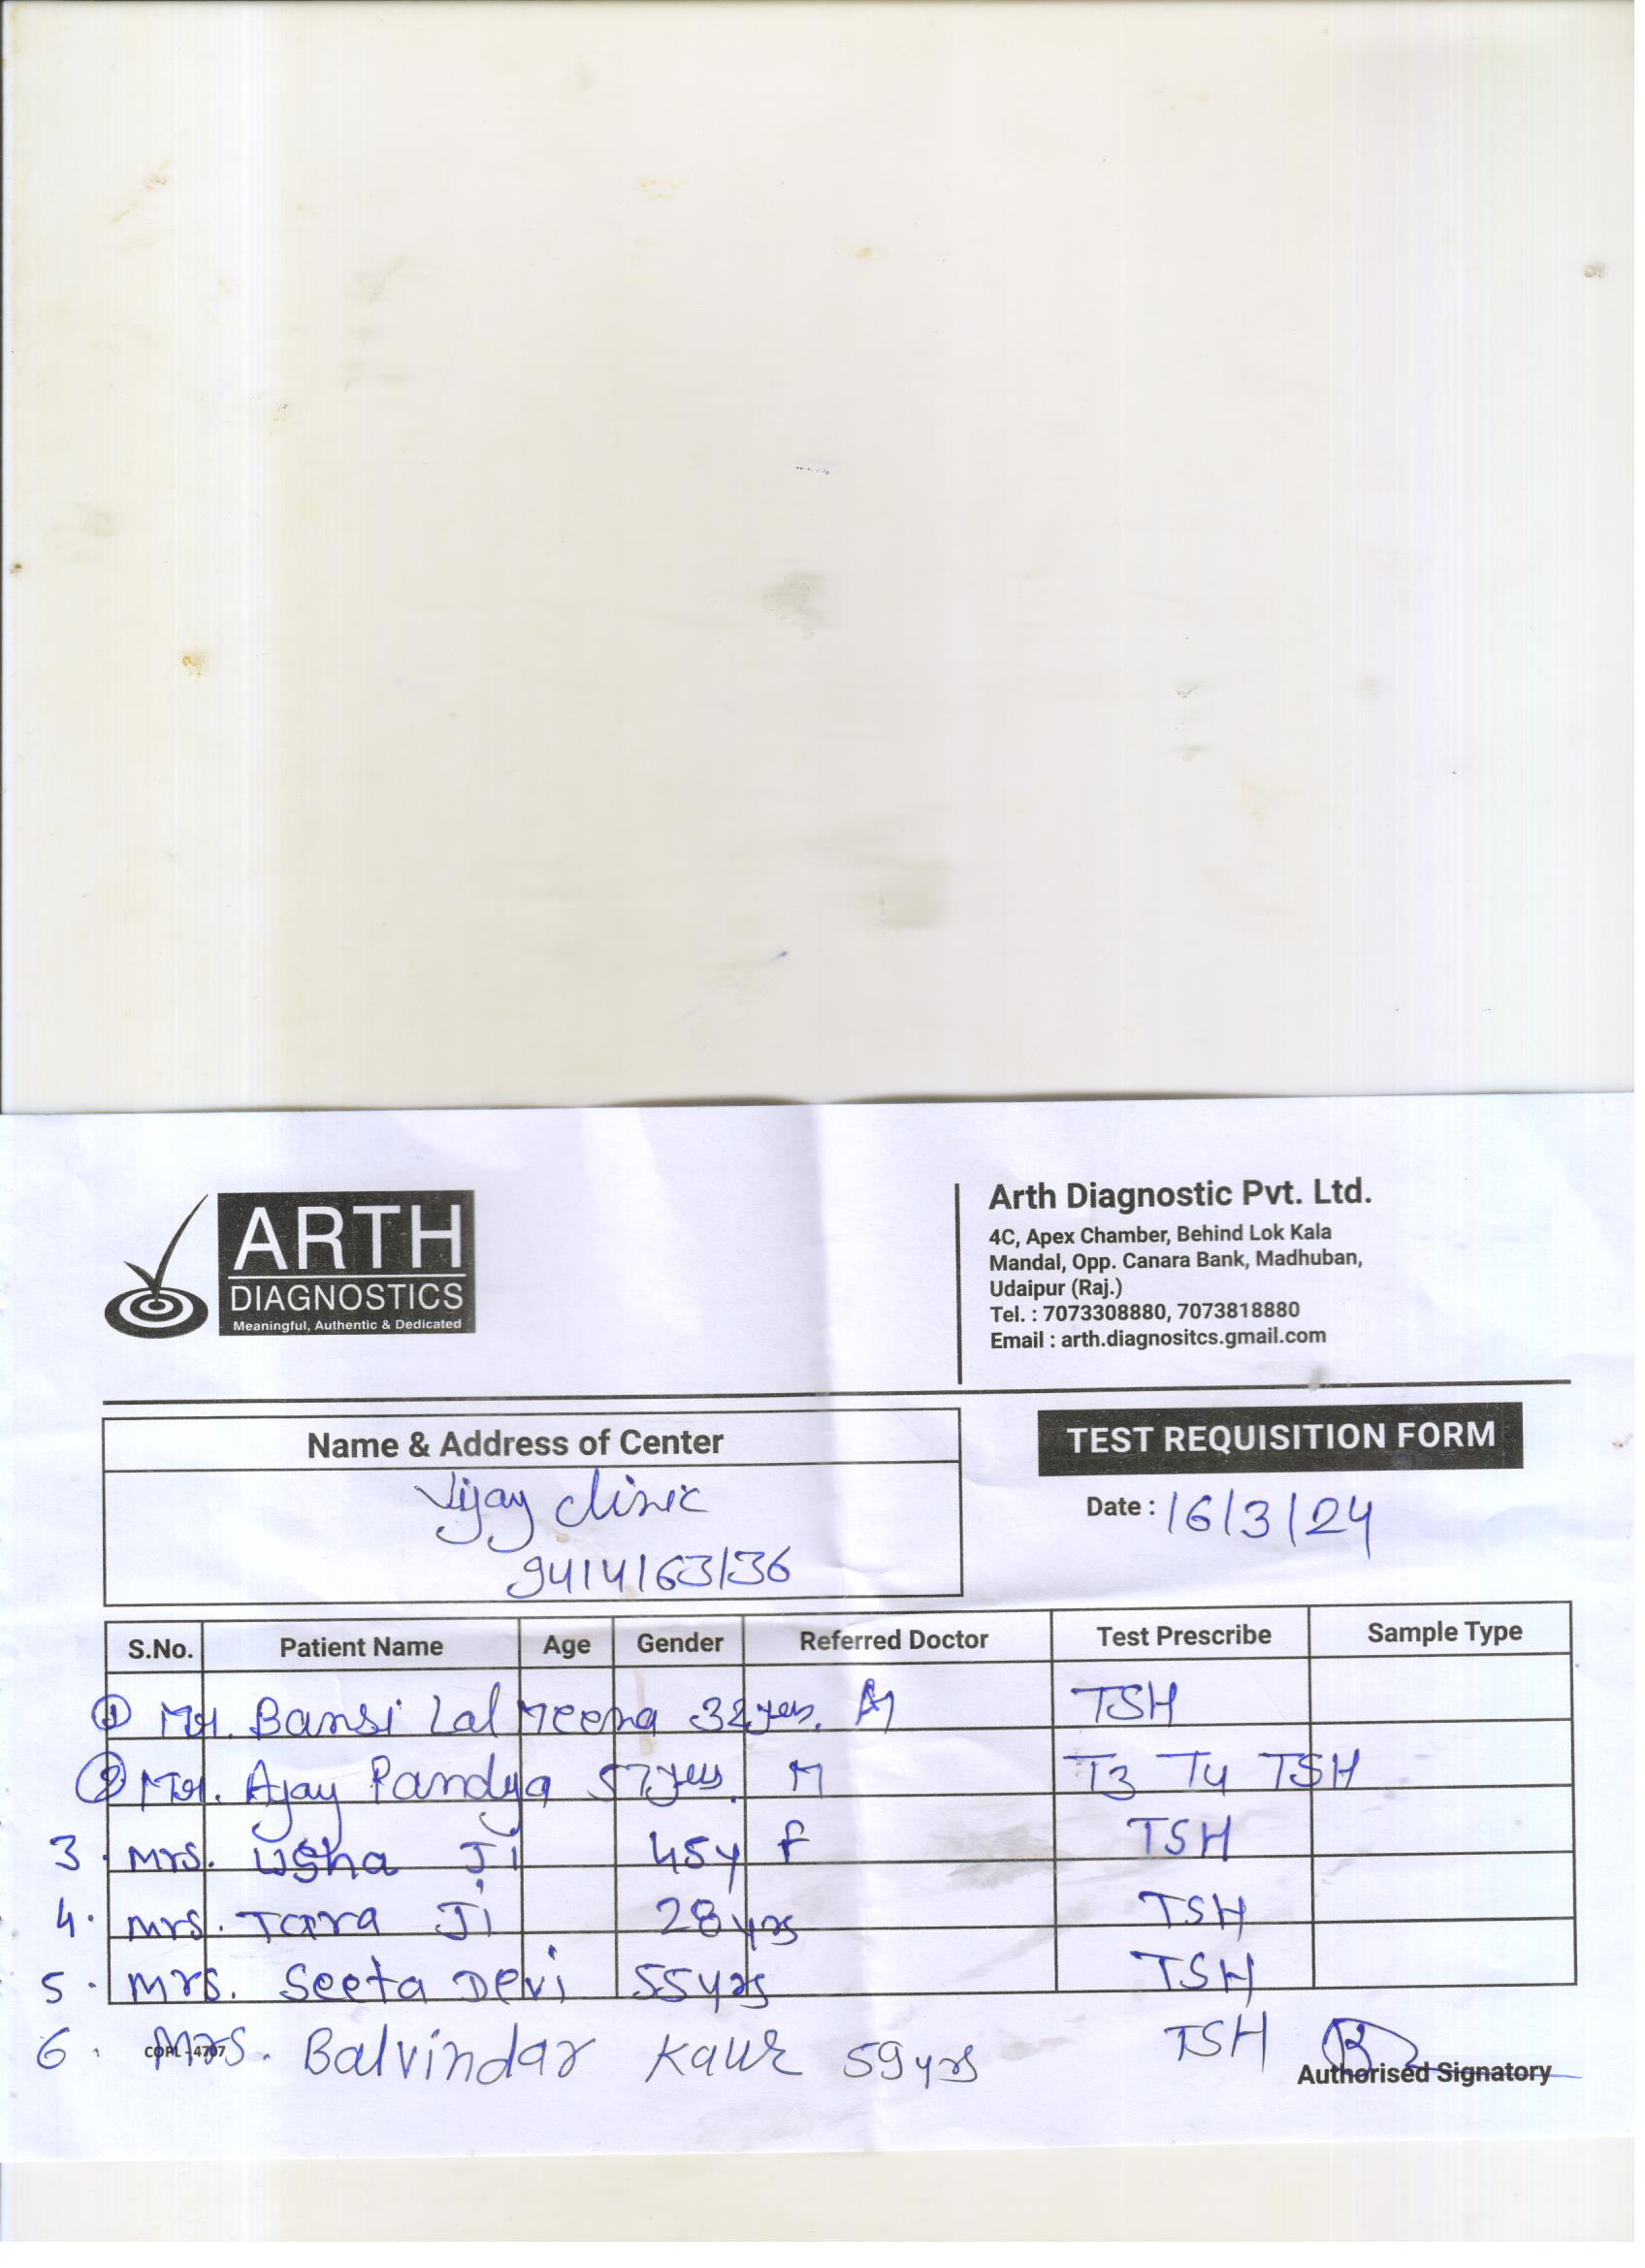 ARTH
DIAGNOSTICS
Meaningful, Authentic & Dedicated
Arth Diagnostic Pvt. Ltd.
4C, Apex Chamber, Behind Lok Kala
Mandal, Opp. Canara Bank, Madhuban,
Udaipur (Raj.)
Tel. : 7073308880, 7073818880
Email : arth.diagnositcs.gmail.com
Name & Address of Center
Vijay clinic
9414163136
TEST REQUISITION FORM
Date : 16/3/24
S.No. Patient Name Age Gender Referred Doctor Test Prescribe Sample Type
1 Mr. Bansi Lal Meena 32yrs. M TSH
2 Mr. Ajay Pandya 57yrs. M T3 T4 TSH
3. Mrs. Usha Ji 45y F TSH
4. Mrs. Tara Ji 28yrs TSH
5. Mrs. Seeta Devi 55yrs TSH
6. Mrs. Balvindar Kaur 59yrs TSH
COPL-4707
Authorised Signatory